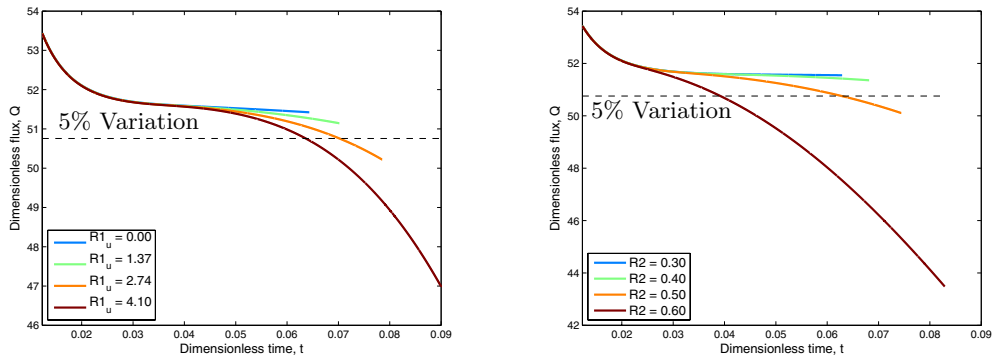 54
53
52
51
50
49
48
47
46
Dimensionless flux, Q
5% Variation
R1_u = 0.00
R1_u = 1.37
R1_u = 2.74
R1_u = 4.10
0.02 0.03 0.04 0.05 0.06 0.07 0.08 0.09
Dimensionless time, t
54
52
50
48
46
44
42
Dimensionless flux, Q
5% Variation
R2 = 0.30
R2 = 0.40
R2 = 0.50
R2 = 0.60
0.02 0.03 0.04 0.05 0.06 0.07 0.08 0.09
Dimensionless time, t